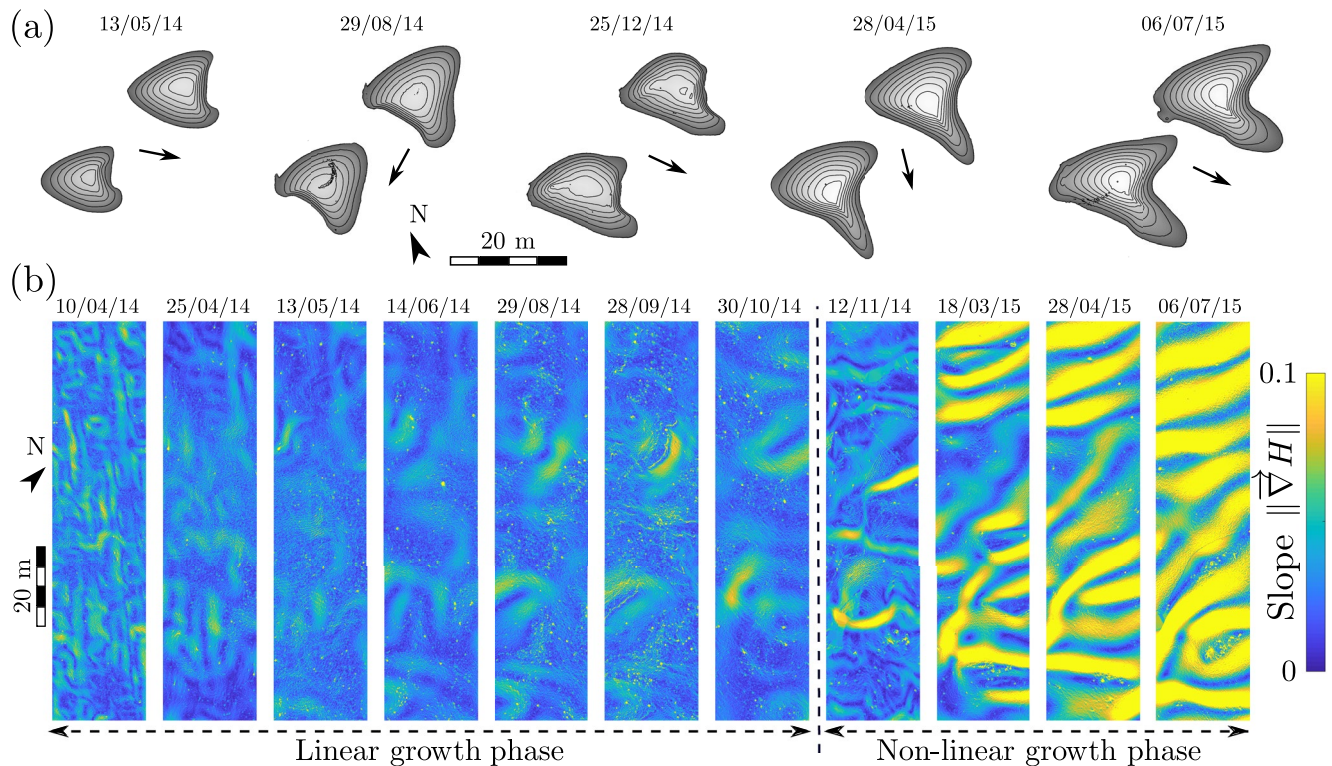 (a)
13/05/14 29/08/14 25/12/14 28/04/15 06/07/15
N
20 m
(b)
10/04/14 25/04/14 13/05/14 14/06/14 29/08/14 28/09/14 30/10/14 12/11/14 18/03/15 28/04/15 06/07/15
N
20 m
0.1
Slope ‖∇⃗H‖
0
Linear growth phase
Non-linear growth phase